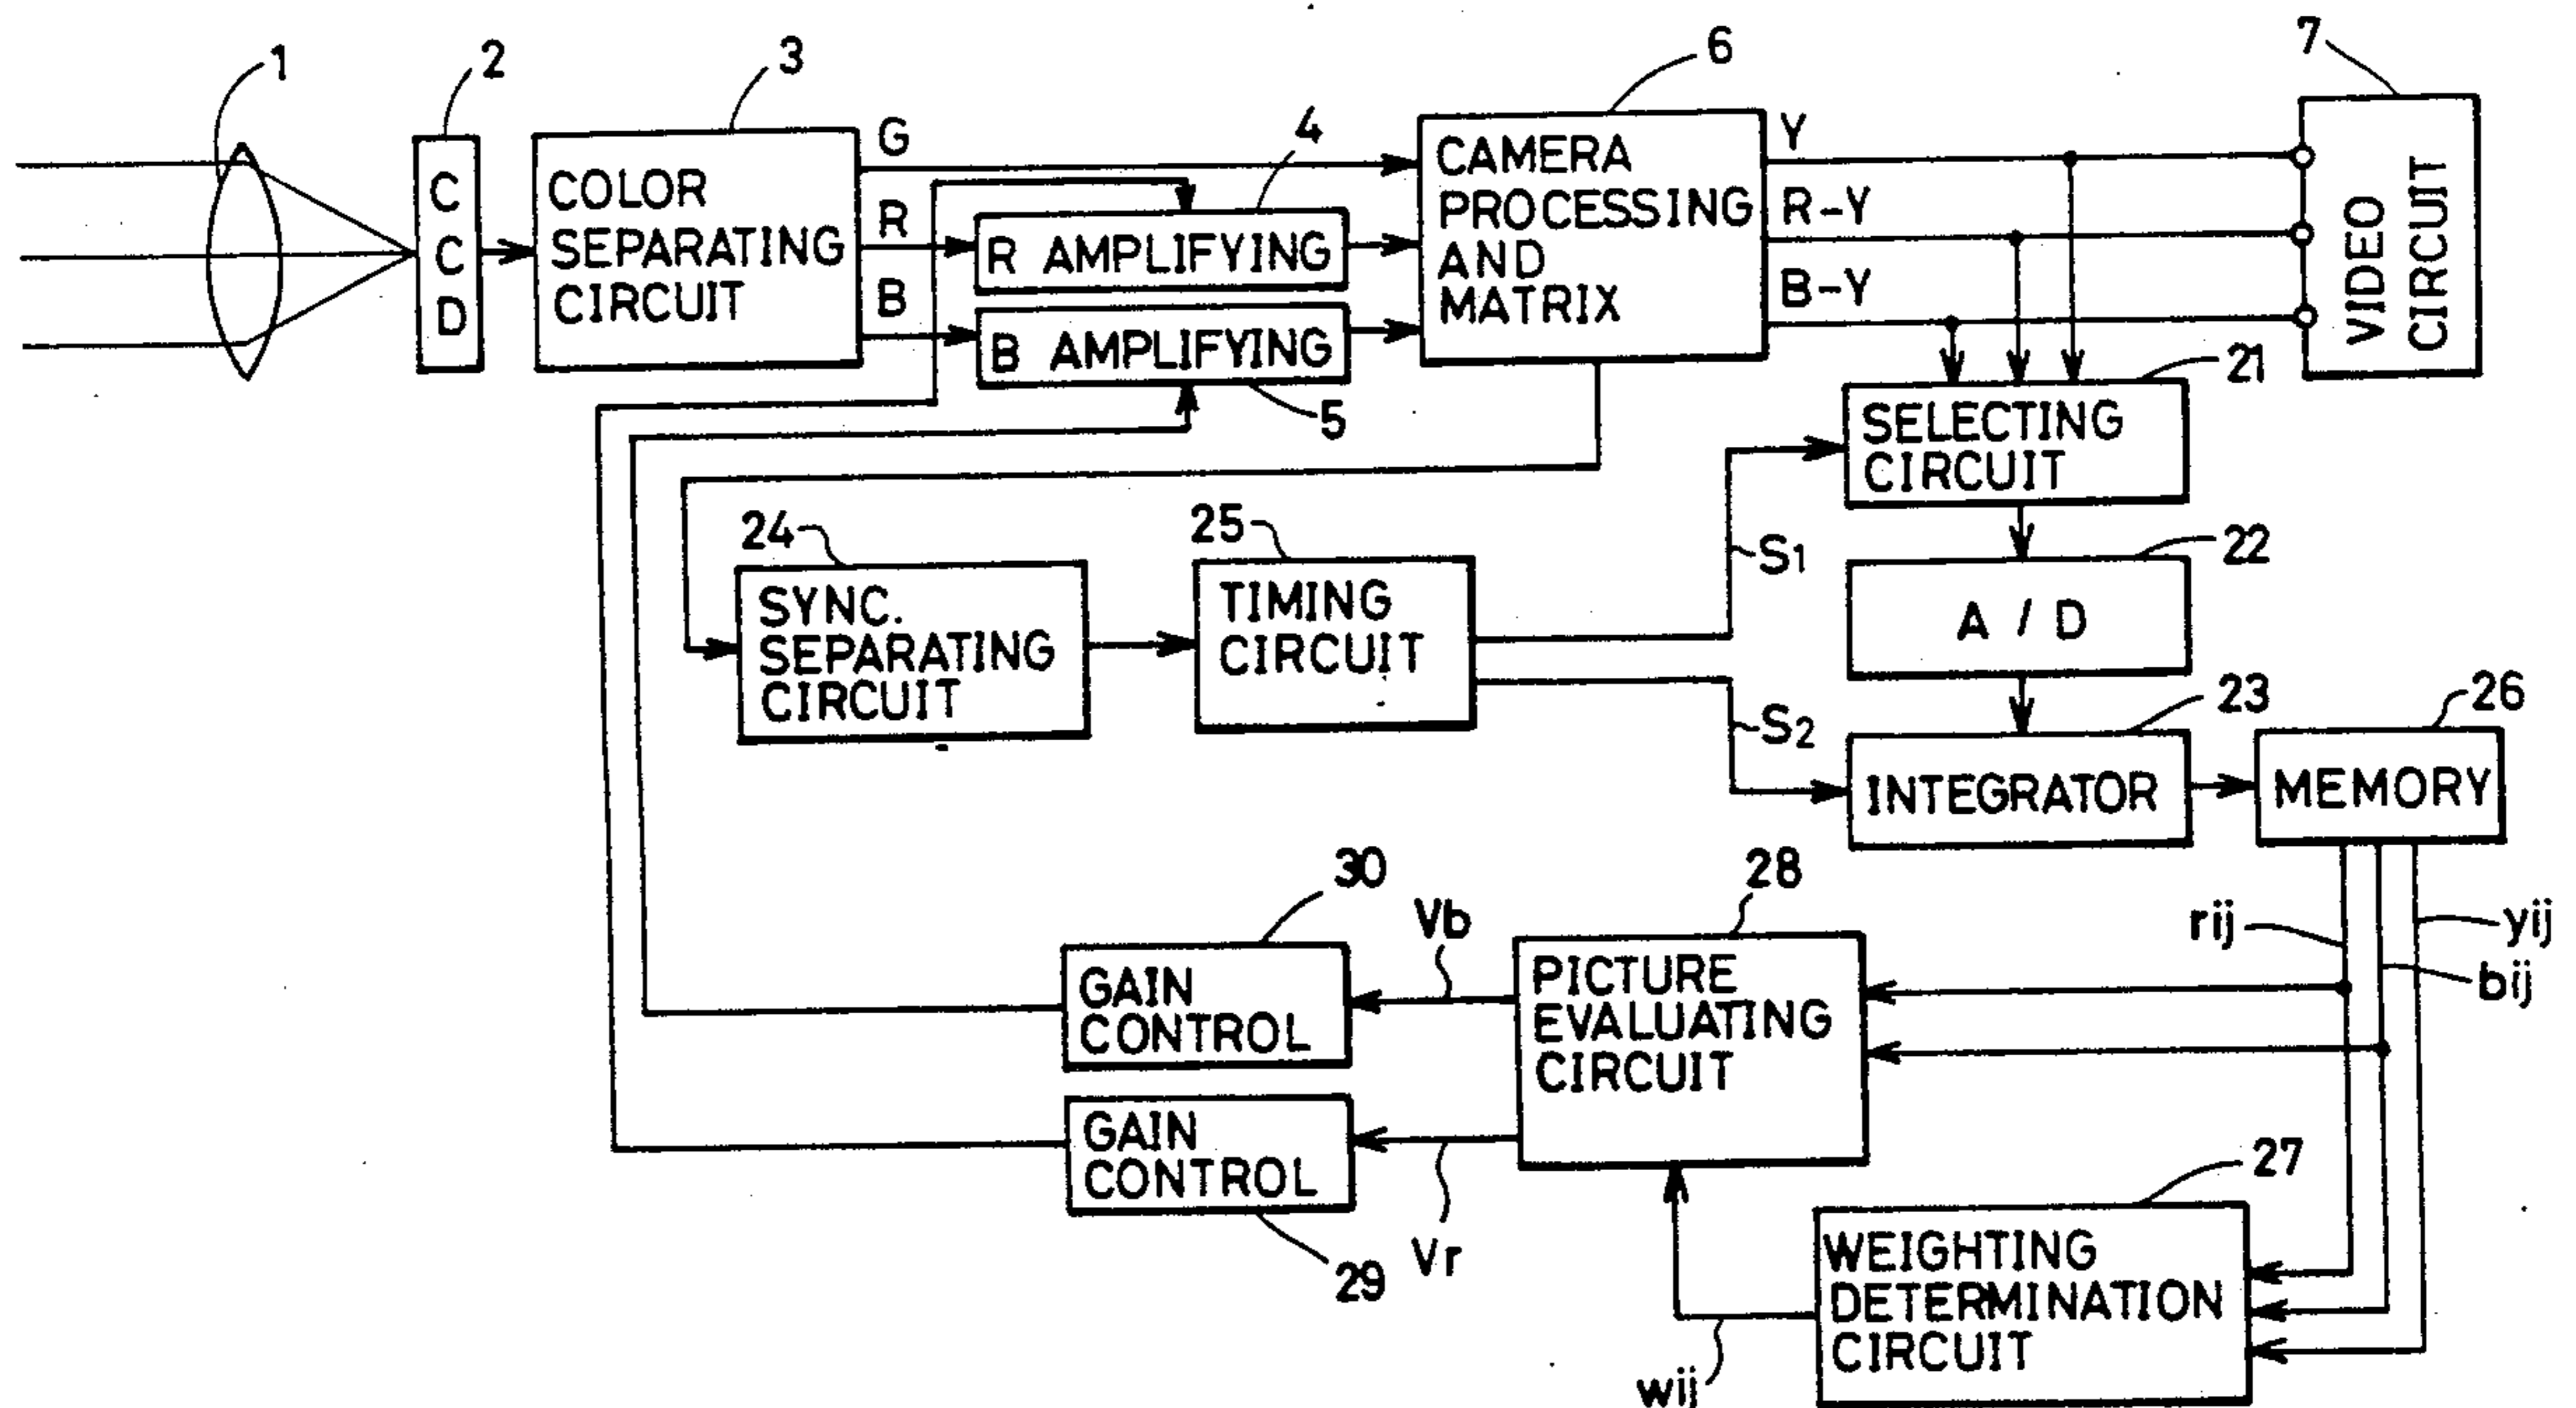 1
2
3
4
6
7
C
C
D
COLOR
SEPARATING
CIRCUIT
G
R
B
R AMPLIFYING
B AMPLIFYING
5
CAMERA
PROCESSING
AND
MATRIX
Y
R-Y
B-Y
VIDEO
CIRCUIT
21
SELECTING
CIRCUIT
24
SYNC.
SEPARATING
CIRCUIT
25
TIMING
CIRCUIT
S1
S2
22
A / D
23
INTEGRATOR
26
MEMORY
rij
yij
bij
30
GAIN
CONTROL
Vb
28
PICTURE
EVALUATING
CIRCUIT
GAIN
CONTROL
29
Vr
27
WEIGHTING
DETERMINATION
CIRCUIT
wij